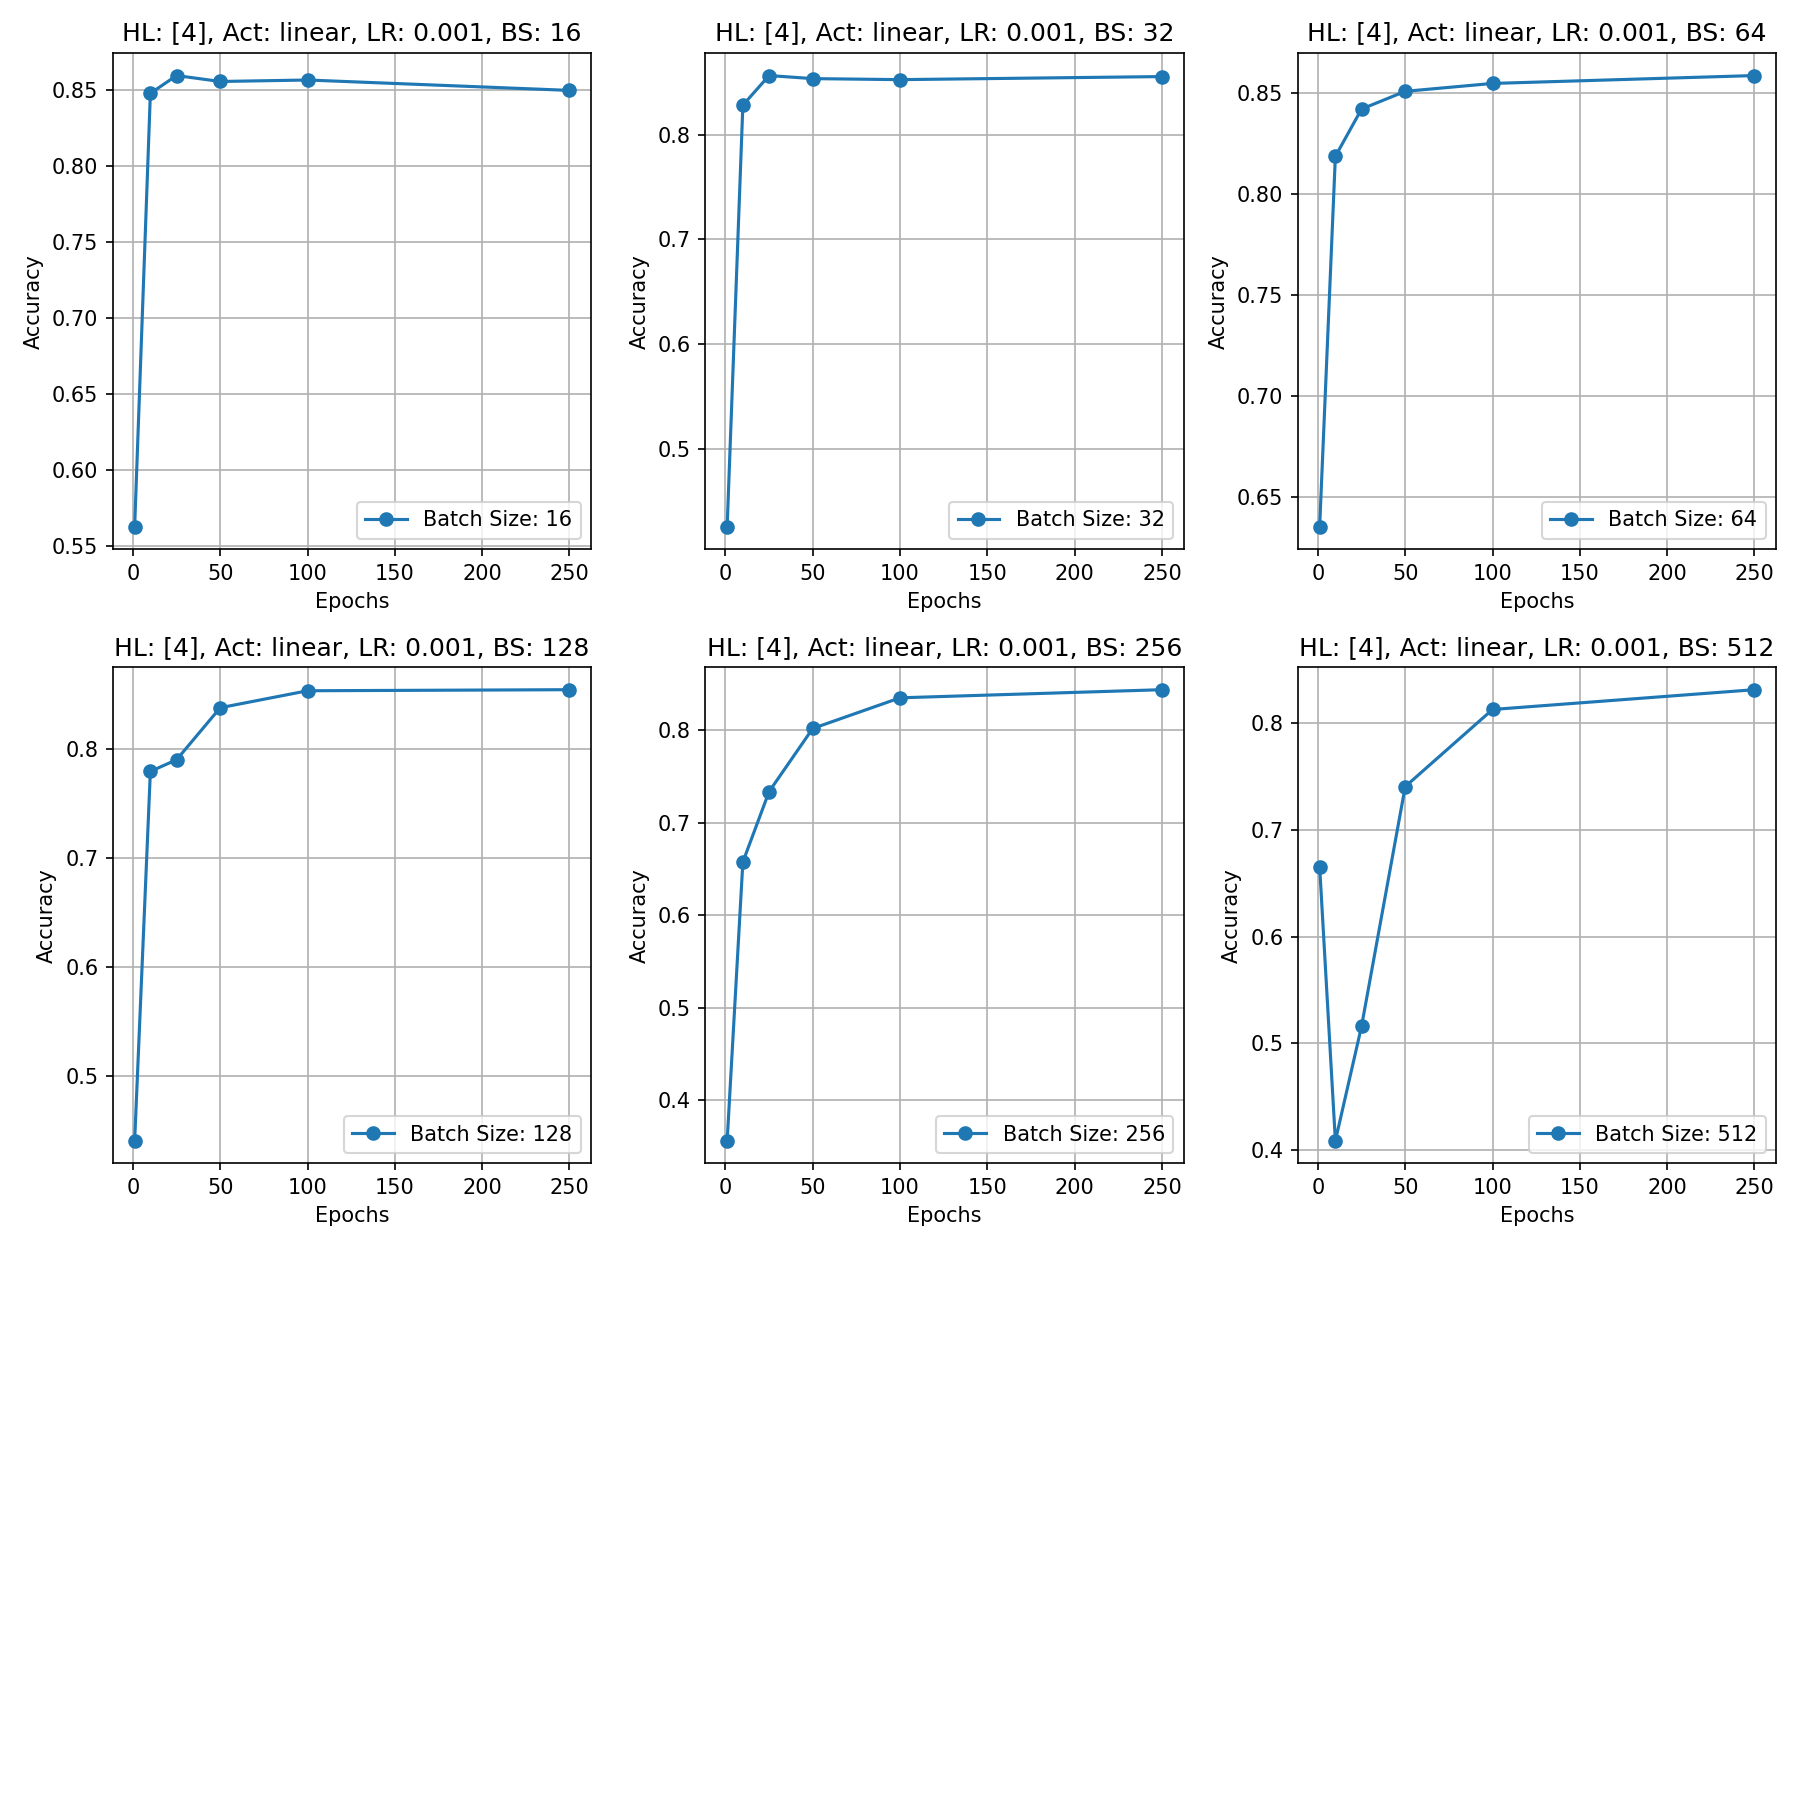 HL: [4], Act: linear, LR: 0.001, BS: 16
Accuracy
0.85
0.80
0.75
0.70
0.65
0.60
0.55
Batch Size: 16
0 50 100 150 200 250
Epochs
HL: [4], Act: linear, LR: 0.001, BS: 32
Accuracy
0.8
0.7
0.6
0.5
Batch Size: 32
0 50 100 150 200 250
Epochs
HL: [4], Act: linear, LR: 0.001, BS: 64
Accuracy
0.85
0.80
0.75
0.70
0.65
Batch Size: 64
0 50 100 150 200 250
Epochs
HL: [4], Act: linear, LR: 0.001, BS: 128
Accuracy
0.8
0.7
0.6
0.5
Batch Size: 128
0 50 100 150 200 250
Epochs
HL: [4], Act: linear, LR: 0.001, BS: 256
Accuracy
0.8
0.7
0.6
0.5
0.4
Batch Size: 256
0 50 100 150 200 250
Epochs
HL: [4], Act: linear, LR: 0.001, BS: 512
Accuracy
0.8
0.7
0.6
0.5
0.4
Batch Size: 512
0 50 100 150 200 250
Epochs